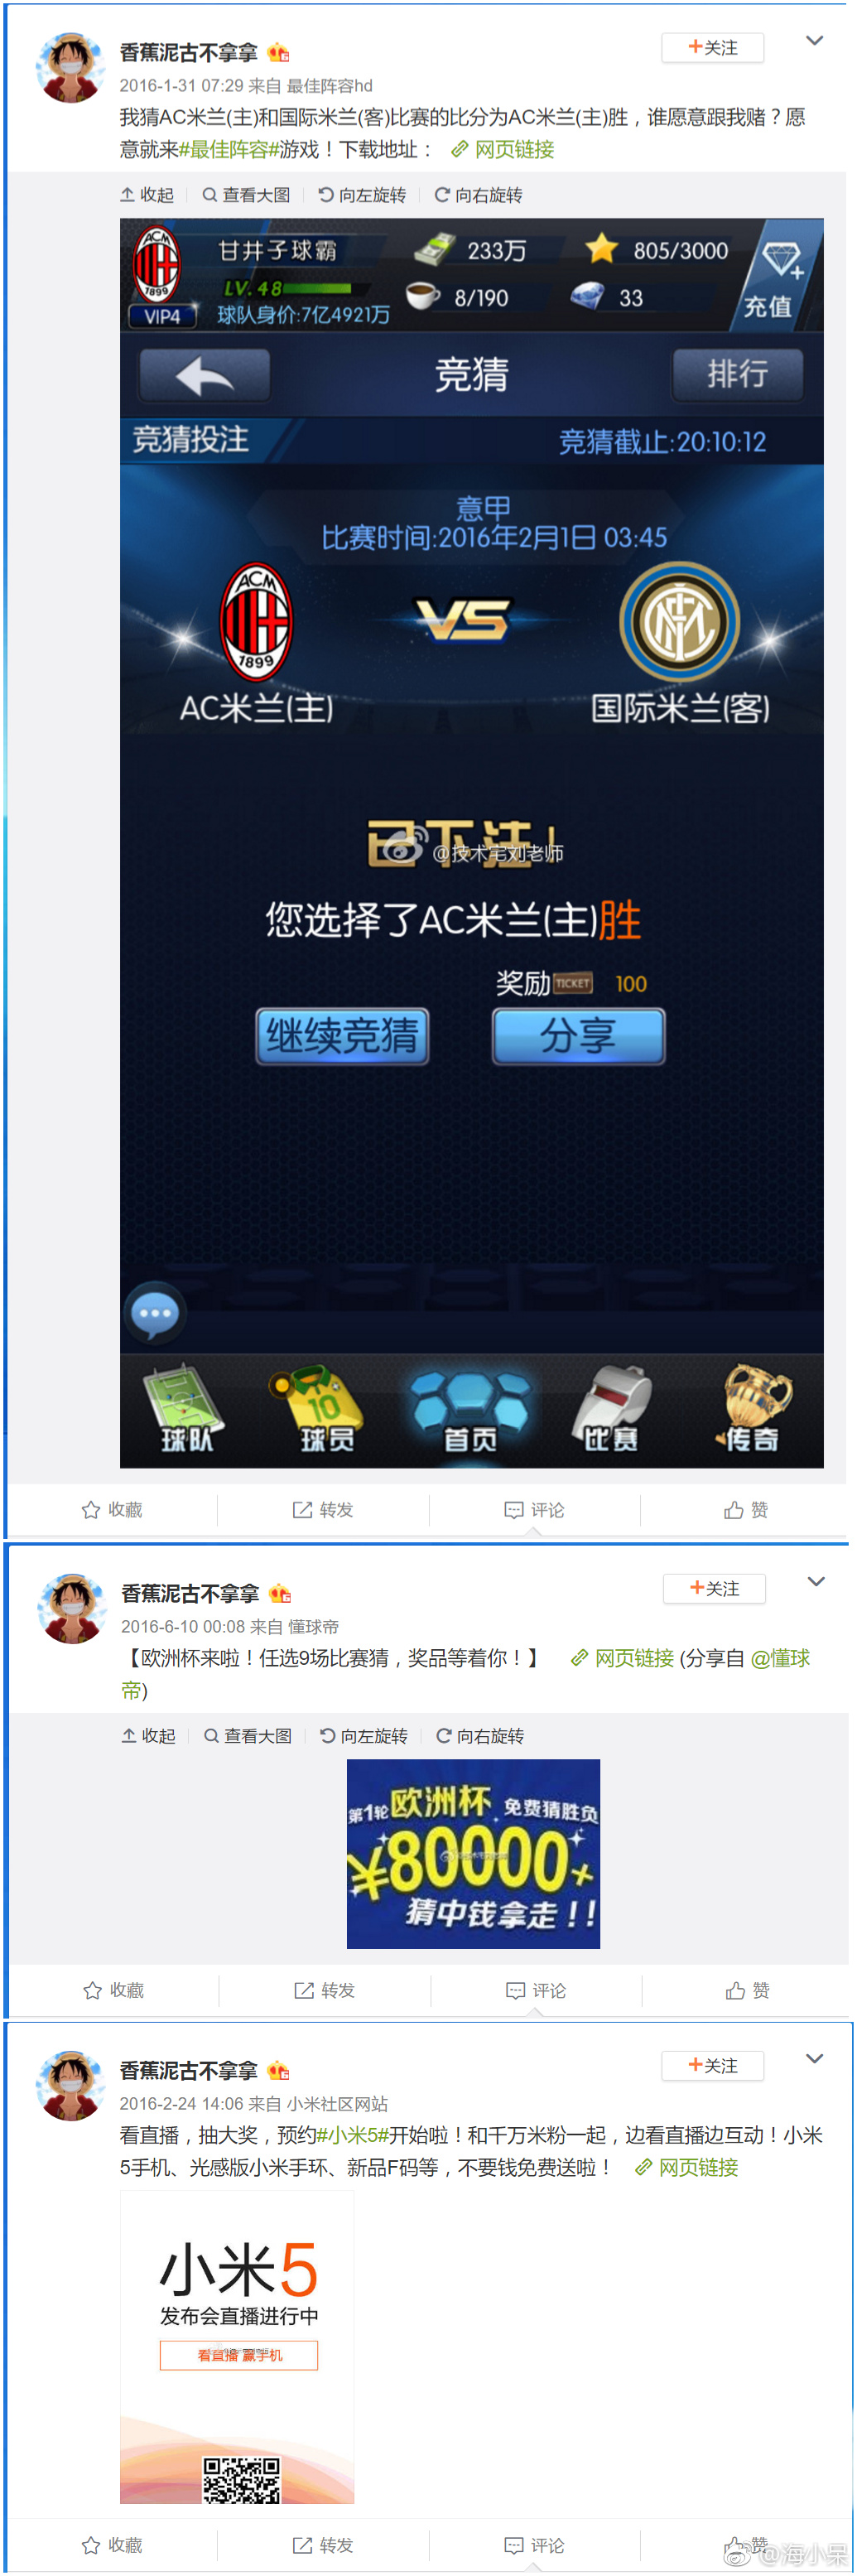 香蕉泥古不拿拿
+关注
2016-1-31 07:29 来自 最佳阵容hd
我猜AC米兰(主)和国际米兰(客)比赛的比分为AC米兰(主)胜，谁愿意跟我赌？愿
意就来#最佳阵容#游戏！下载地址： 网页链接
收起 查看大图 向左旋转 向右旋转
ACM
1899
VIP4
甘井子球霸
LV.48
球队身价:7亿4921万
233万
805/3000
8/190
33
充值
竞猜
排行
竞猜投注
竞猜截止:20:10:12
意甲
比赛时间:2016年2月1日 03:45
ACM
1899
VS
AC米兰(主)
国际米兰(客)
已下注!
@技术宅刘老师
您选择了AC米兰(主)胜
奖励 TICKET 100
继续竞猜
分享
球队
10
球员
首页
比赛
传奇
收藏 转发 评论 赞
香蕉泥古不拿拿
+关注
2016-6-10 00:08 来自 懂球帝
【欧洲杯来啦！任选9场比赛猜，奖品等着你！】 网页链接 (分享自 @懂球
帝)
收起 查看大图 向左旋转 向右旋转
第1轮 欧洲杯 免费猜胜负
¥80000+
猜中钱拿走!!
收藏 转发 评论 赞
香蕉泥古不拿拿
+关注
2016-2-24 14:06 来自 小米社区网站
看直播，抽大奖，预约#小米5#开始啦！和千万米粉一起，边看直播边互动！小米
5手机、光感版小米手环、新品F码等，不要钱免费送啦！ 网页链接
小米5
发布会直播进行中
看直播 赢手机
收藏 转发 评论 赞
@海小呆